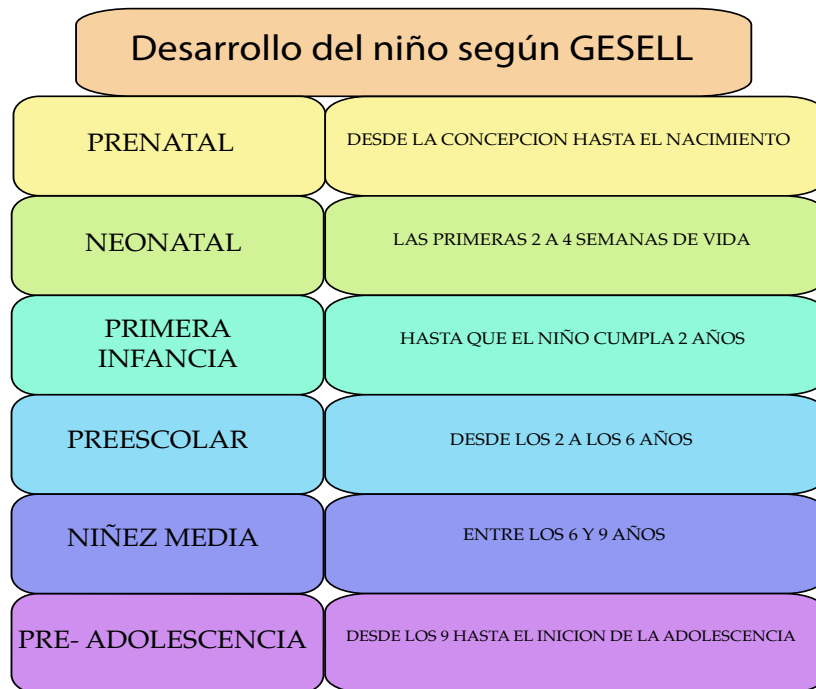 Desarrollo del niño según GESELL
PRENATAL
DESDE LA CONCEPCION HASTA EL NACIMIENTO
NEONATAL
LAS PRIMERAS 2 A 4 SEMANAS DE VIDA
PRIMERA
INFANCIA
HASTA QUE EL NIÑO CUMPLA 2 AÑOS
PREESCOLAR
DESDE LOS 2 A LOS 6 AÑOS
NIÑEZ MEDIA
ENTRE LOS 6 Y 9 AÑOS
PRE- ADOLESCENCIA
DESDE LOS 9 HASTA EL INICION DE LA ADOLESCENCIA